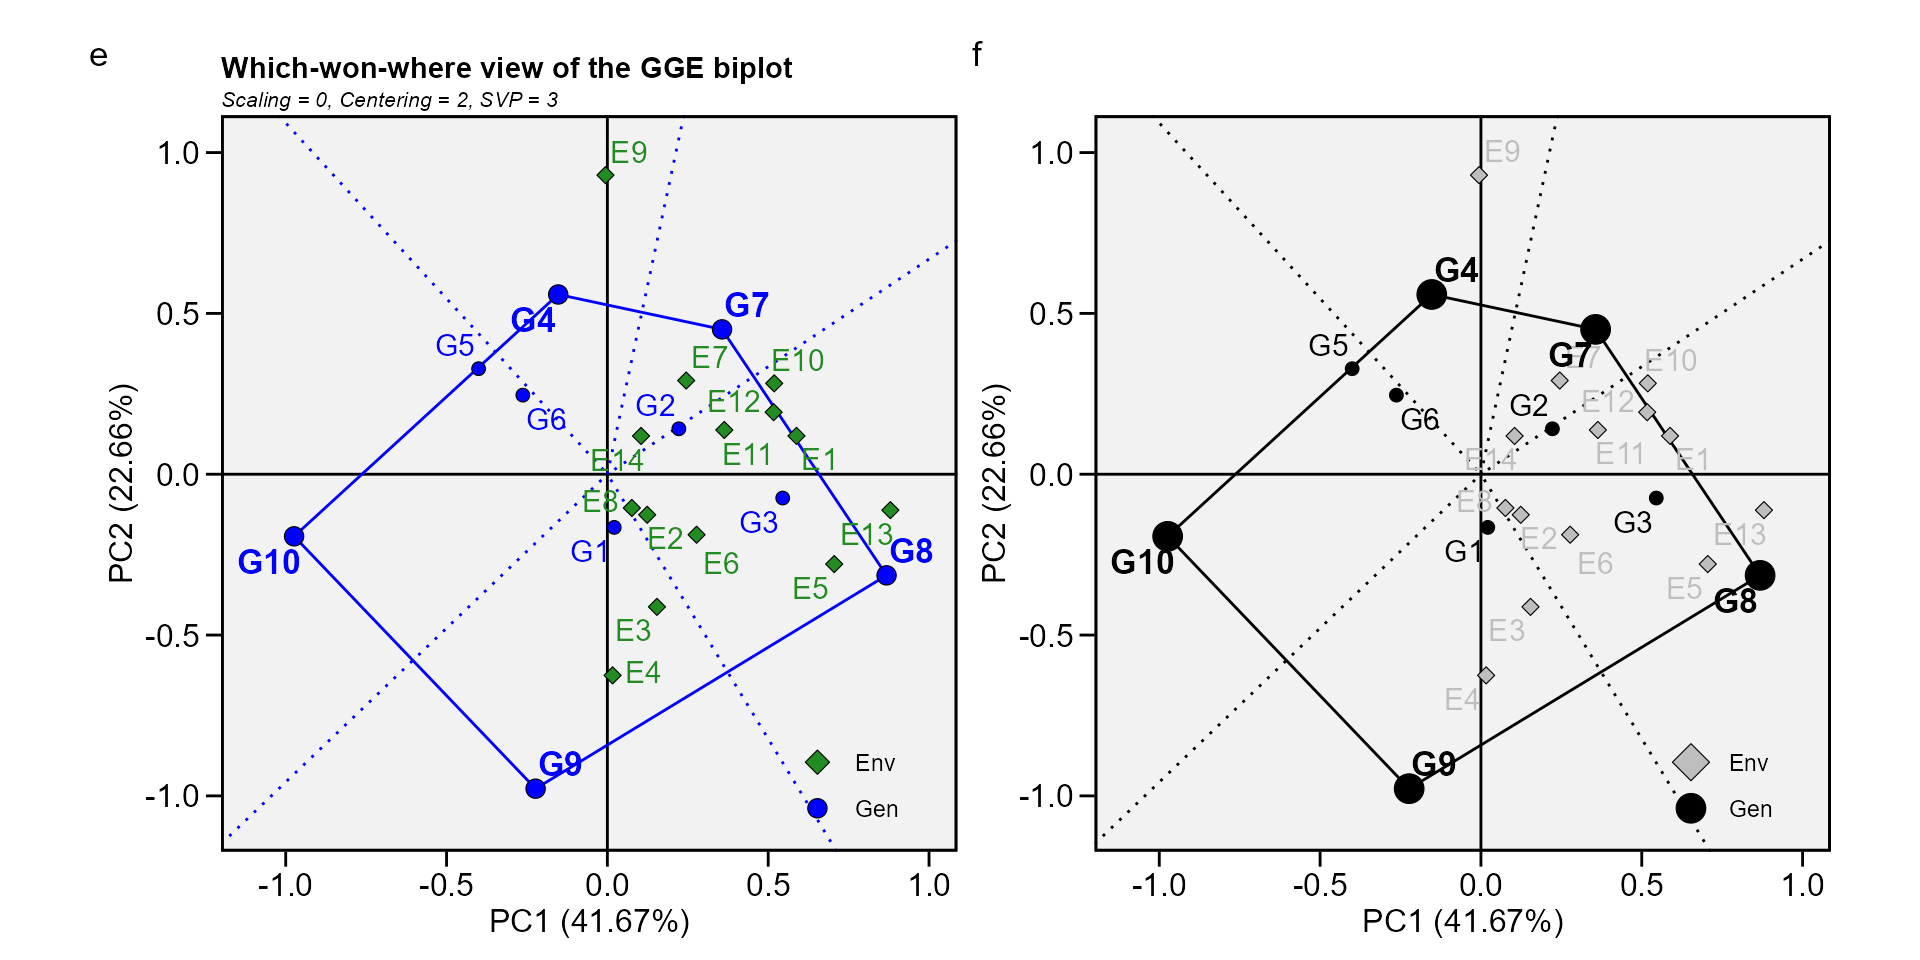 e
Which-won-where view of the GGE biplot
Scaling = 0, Centering = 2, SVP = 3
1.0
0.5
0.0
-0.5
-1.0
PC2 (22.66%)
E9
G7
G4
G5
E7
E10
E12
G2
G6
E14
E11
E1
E8
G1
E2
G3
E13
G10
E6
G8
E5
E3
E4
G9
Env
Gen
-1.0
-0.5
0.0
0.5
1.0
PC1 (41.67%)
f
1.0
0.5
0.0
-0.5
-1.0
PC2 (22.66%)
E9
G4
G5
G7
E7
E10
E12
G2
G6
E14
E11
E1
E8
G1
E2
G3
E13
G10
E6
E5
G8
E3
E4
G9
Env
Gen
-1.0
-0.5
0.0
0.5
1.0
PC1 (41.67%)